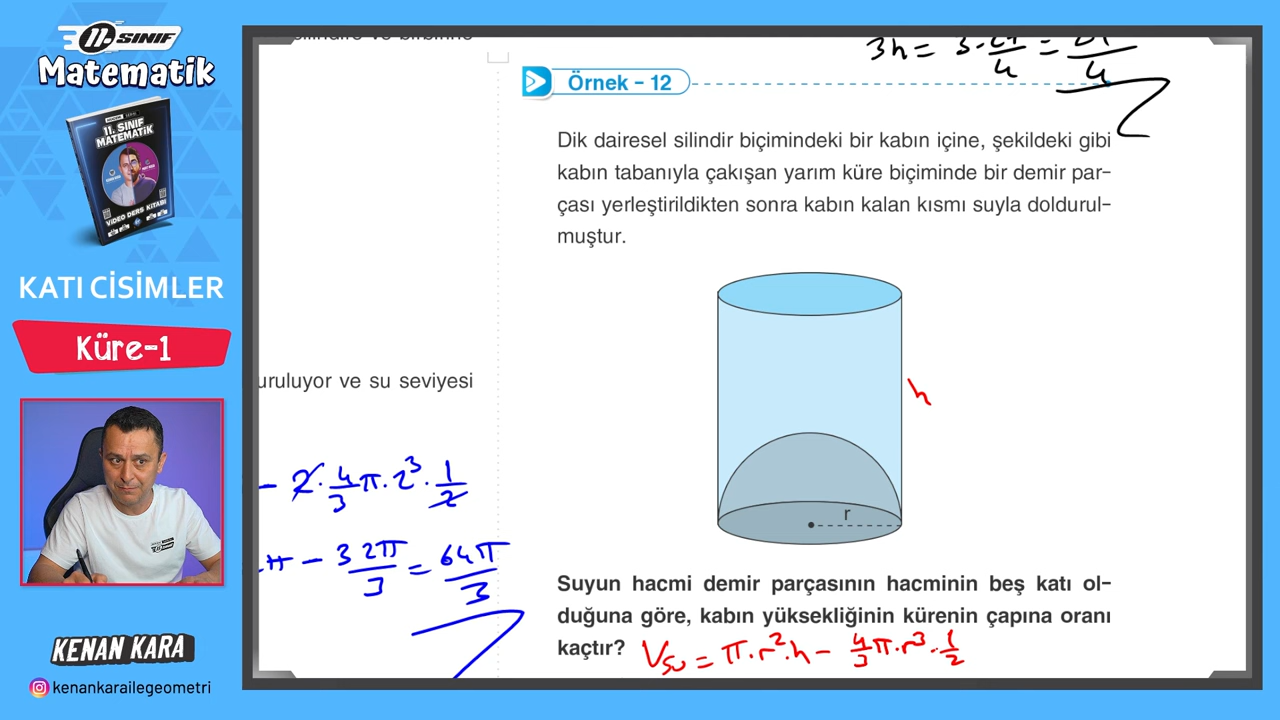 11. SINIF
Matematik
11. SINIF
MATEMATİK
VİDEO DERS KİTABI
KATI CİSİMLER
Küre-1
KENAN KARA
kenankarailegeometri
uruluyor ve su seviyesi
- 2 · 4/3 π · 2³ · 1/2
π - 32π/3 = 64π/3
Örnek – 12
Dik dairesel silindir biçimindeki bir kabın içine, şekildeki gibi
kabın tabanıyla çakışan yarım küre biçiminde bir demir par-
çası yerleştirildikten sonra kabın kalan kısmı suyla doldurul-
muştur.
h
r
Suyun hacmi demir parçasının hacminin beş katı ol-
duğuna göre, kabın yüksekliğinin kürenin çapına oranı
kaçtır?
Vsu = π · r² · h - 4/3 π · r³ · 1/2